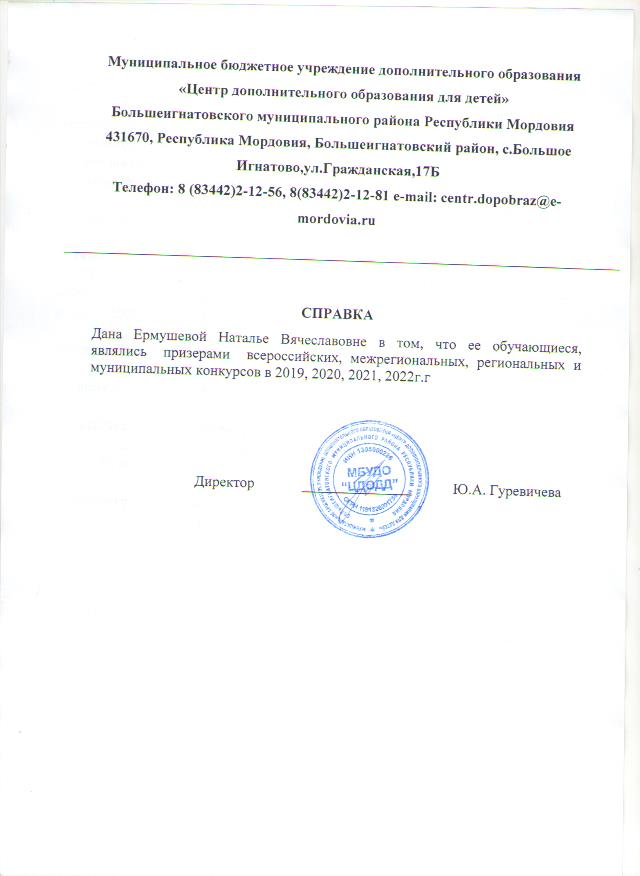 Муниципальное бюджетное учреждение дополнительного образования
«Центр дополнительного образования для детей»
Большеигнатовского муниципального района Республики Мордовия
431670, Республика Мордовия, Большеигнатовский район, с.Большое
Игнатово,ул.Гражданская,17Б
Телефон: 8 (83442)2-12-56, 8(83442)2-12-81 e-mail: centr.dopobraz@e-
mordovia.ru
СПРАВКА
Дана Ермушевой Наталье Вячеславовне в том, что ее обучающиеся,
являлись призерами всероссийских, межрегиональных, региональных и
муниципальных конкурсов в 2019, 2020, 2021, 2022г.г
МБУДО
"ЦДОДД"
Директор
Ю.А. Гуревичева